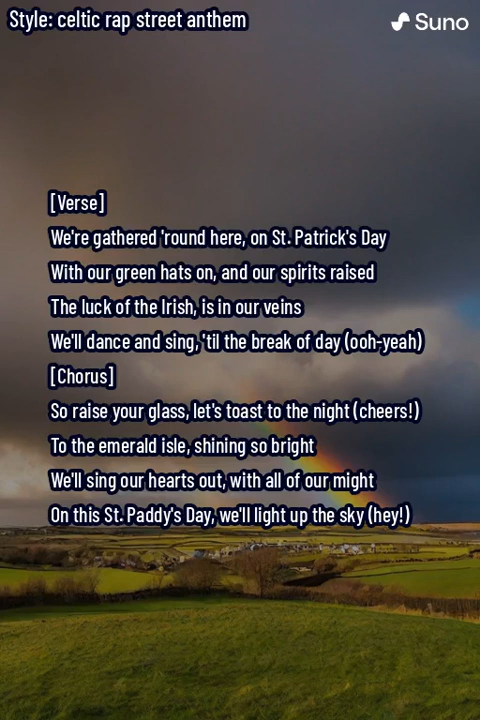 Style: celtic rap street anthem
Suno
[Verse]
We're gathered 'round here, on St. Patrick's Day
With our green hats on, and our spirits raised
The luck of the Irish, is in our veins
We'll dance and sing, 'til the break of day (ooh-yeah)
[Chorus]
So raise your glass, let's toast to the night (cheers!)
To the emerald isle, shining so bright
We'll sing our hearts out, with all of our might
On this St. Paddy's Day, we'll light up the sky (hey!)